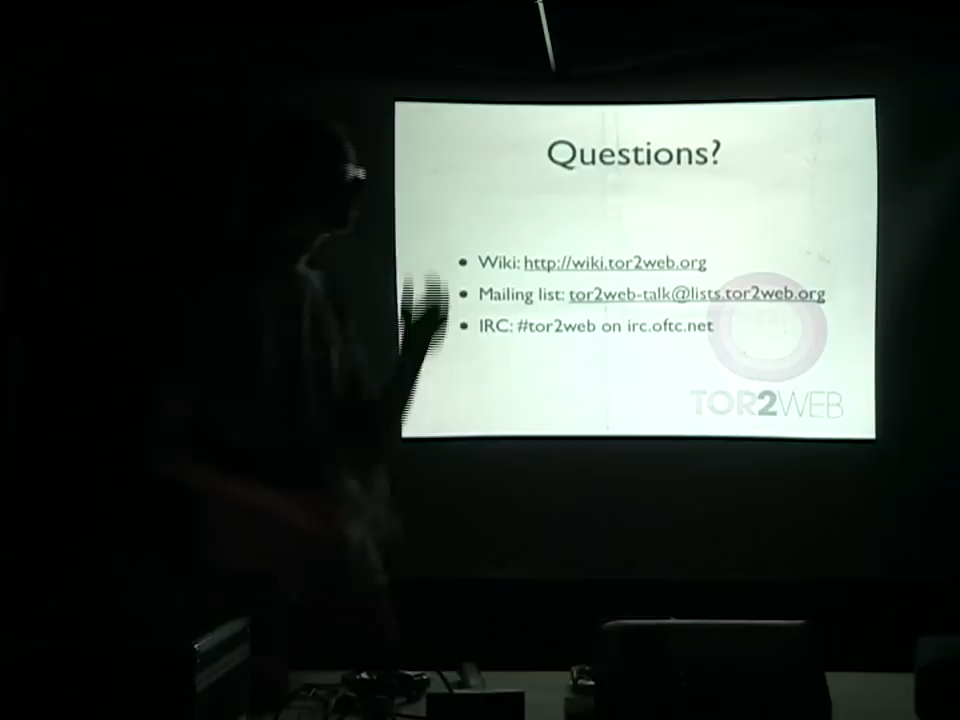 Questions?
• Wiki: http://wiki.tor2web.org
• Mailing list: tor2web-talk@lists.tor2web.org
• IRC: #tor2web on irc.oftc.net
TOR2WEB